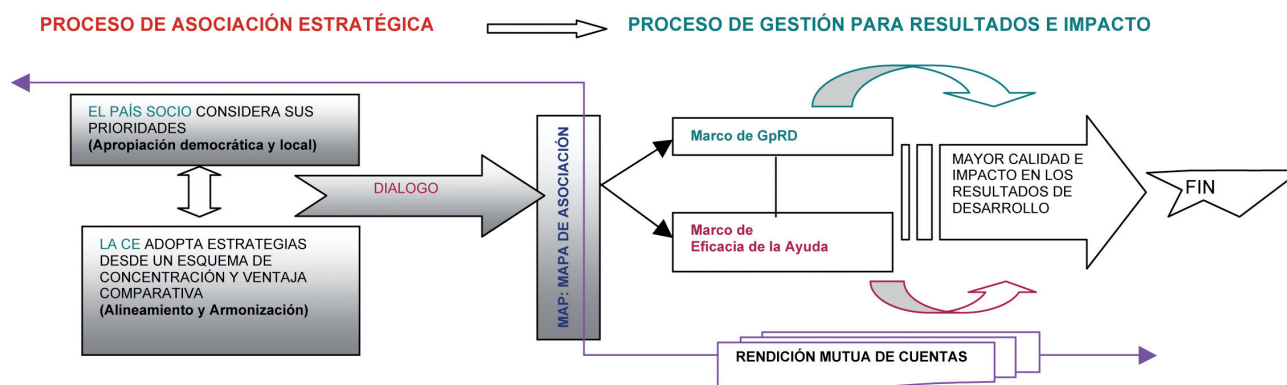 PROCESO DE ASOCIACIÓN ESTRATÉGICA
PROCESO DE GESTIÓN PARA RESULTADOS E IMPACTO
EL PAÍS SOCIO CONSIDERA SUS
PRIORIDADES
(Apropiación democrática y local)
LA CE ADOPTA ESTRATEGIAS
DESDE UN ESQUEMA DE
CONCENTRACIÓN Y VENTAJA
COMPARATIVA
(Alineamiento y Armonización)
DIALOGO
MAP: MAPA DE ASOCIACIÓN
Marco de GpRD
Marco de
Eficacia de la Ayuda
MAYOR CALIDAD E
IMPACTO EN LOS
RESULTADOS DE
DESARROLLO
FIN
RENDICIÓN MUTUA DE CUENTAS